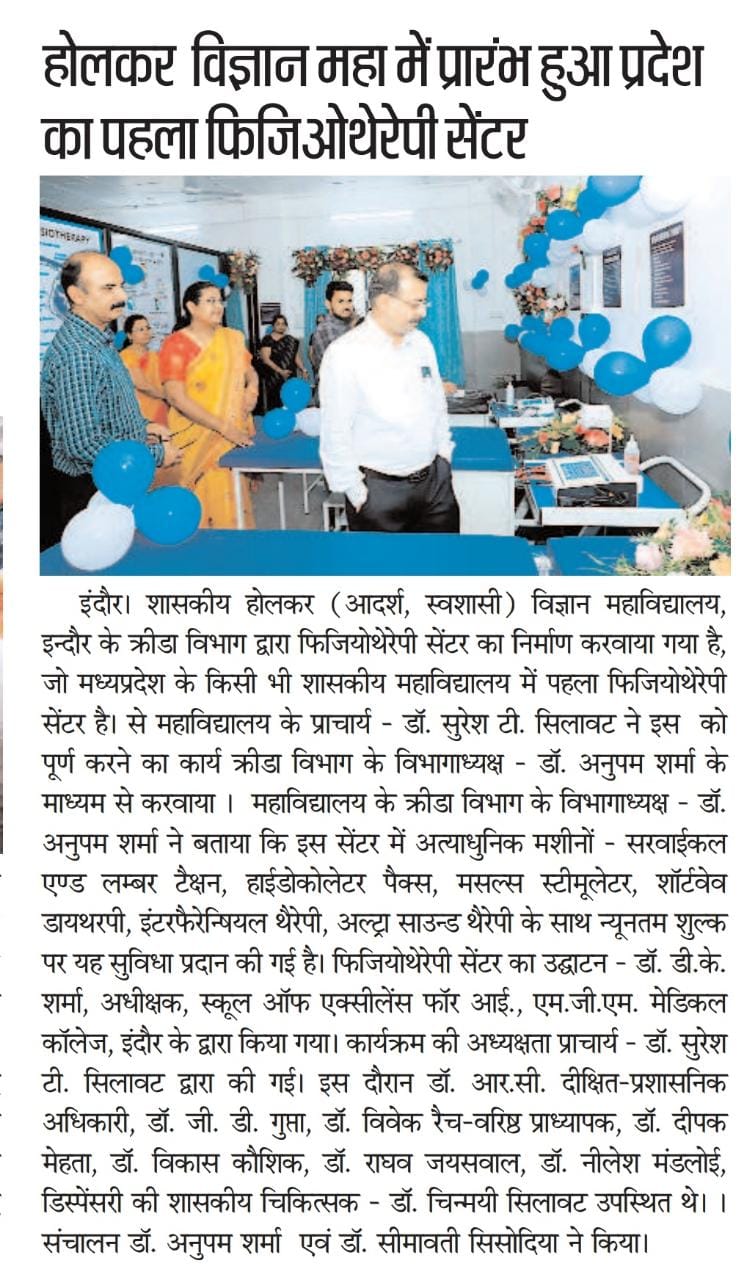 होलकर विज्ञान महा में प्रारंभ हुआ प्रदेश
का पहला फिजिओथेरेपी सेंटर
SIOTHERAPY
इंदौर। शासकीय होलकर (आदर्श, स्वशासी) विज्ञान महाविद्यालय,
इन्दौर के क्रीडा विभाग द्वारा फिजियोथेरेपी सेंटर का निर्माण करवाया गया है,
जो मध्यप्रदेश के किसी भी शासकीय महाविद्यालय में पहला फिजियोथेरेपी
सेंटर है। से महाविद्यालय के प्राचार्य - डॉ. सुरेश टी. सिलावट ने इस को
पूर्ण करने का कार्य क्रीडा विभाग के विभागाध्यक्ष - डॉ. अनुपम शर्मा के
माध्यम से करवाया । महाविद्यालय के क्रीडा विभाग के विभागाध्यक्ष - डॉ.
अनुपम शर्मा ने बताया कि इस सेंटर में अत्याधुनिक मशीनों - सरवाईकल
एण्ड लम्बर टैक्षन, हाईडोकोलेटर पैक्स, मसल्स स्टीमूलेटर, शॉर्टवेव
डायथरपी, इंटरफैरेन्षियल थैरेपी, अल्ट्रा साउन्ड थैरेपी के साथ न्यूनतम शुल्क
पर यह सुविधा प्रदान की गई है। फिजियोथेरेपी सेंटर का उद्घाटन - डॉ. डी.के.
शर्मा, अधीक्षक, स्कूल ऑफ एक्सीलेंस फॉर आई., एम.जी.एम. मेडिकल
कॉलेज, इंदौर के द्वारा किया गया। कार्यक्रम की अध्यक्षता प्राचार्य - डॉ. सुरेश
टी. सिलावट द्वारा की गई। इस दौरान डॉ. आर.सी. दीक्षित-प्रशासनिक
अधिकारी, डॉ. जी. डी. गुप्ता, डॉ. विवेक रैच-वरिष्ठ प्राध्यापक, डॉ. दीपक
मेहता, डॉ. विकास कौशिक, डॉ. राघव जयसवाल, डॉ. नीलेश मंडलोई,
डिस्पेंसरी की शासकीय चिकित्सक - डॉ. चिन्मयी सिलावट उपस्थित थे। ।
संचालन डॉ. अनुपम शर्मा एवं डॉ. सीमावती सिसोदिया ने किया।